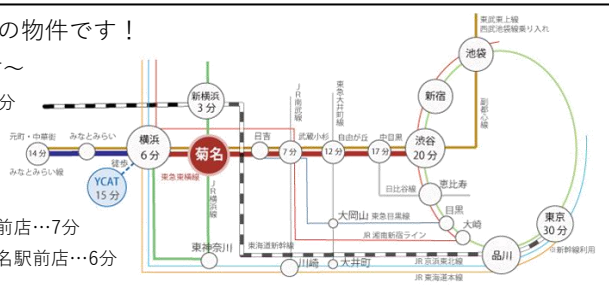 の物件です！
〜
分
前店…7分
名駅前店…6分
東武東上線
西武池袋線乗り入れ
池袋
新宿
副都心線
新横浜
3分
JR南武線
東急大井町線
元町・中華街
みなとみらい
横浜
6分
菊名
日吉
武蔵小杉
自由が丘
中目黒
渋谷
20分
14分
7分
12分
17分
みなとみらい線
徒歩
東急東横線
YCAT
15分
JR横浜線
日比谷線
恵比寿
目黒
大岡山
東急目黒線
大崎
東京
30分
JR湘南新宿ライン
東神奈川
東海道新幹線
品川
※新幹線利用
川崎
大井町
JR京浜東北線
JR東海道本線